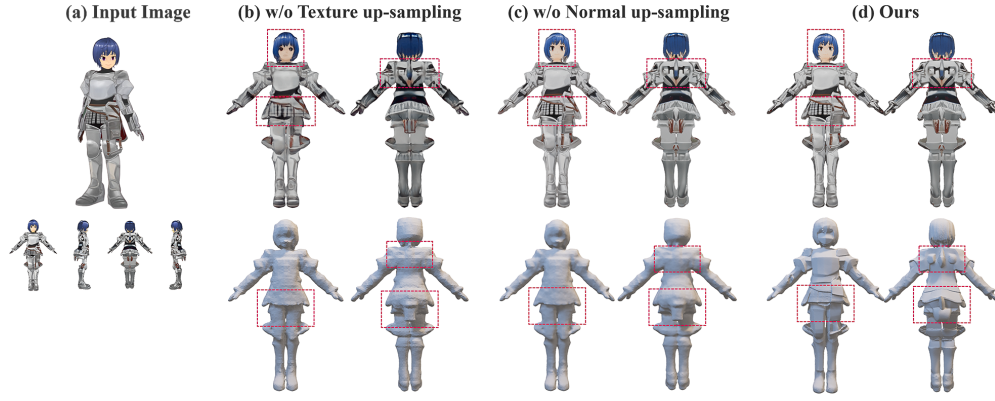 (a) Input Image
(b) w/o Texture up-sampling
(c) w/o Normal up-sampling
(d) Ours